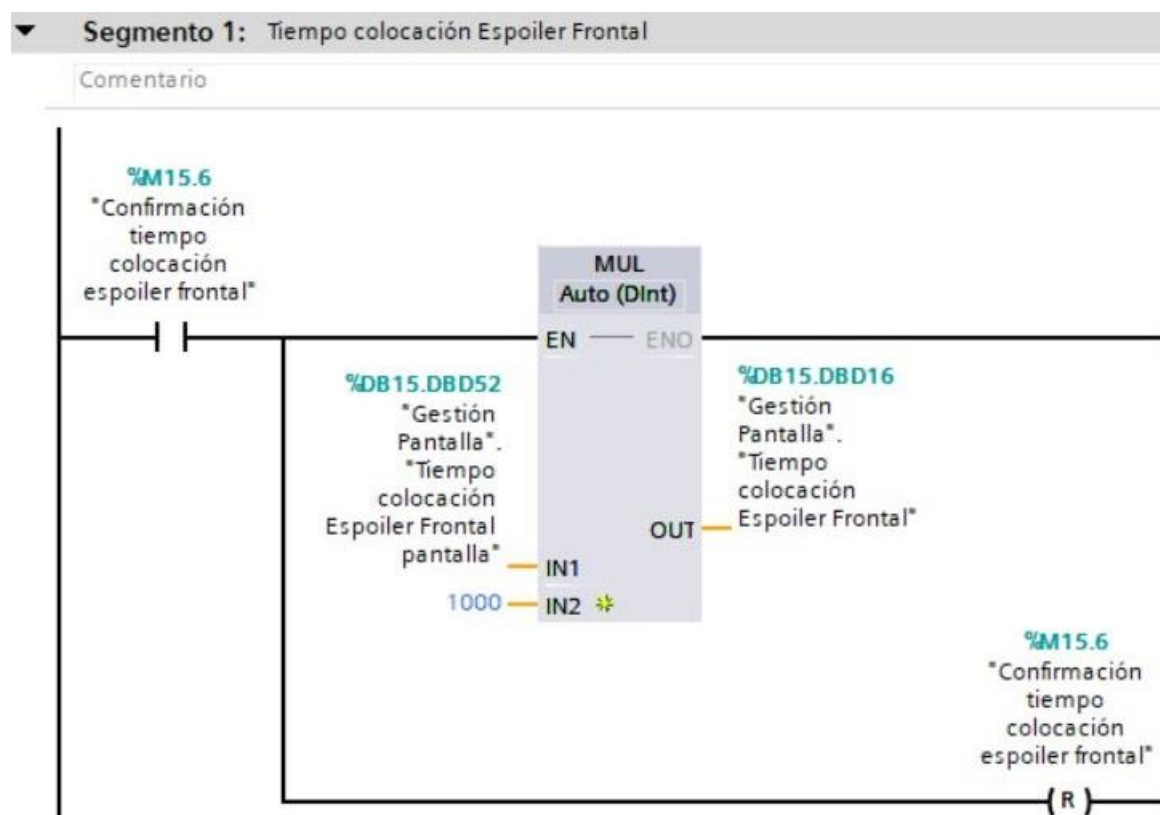 Segmento 1: Tiempo colocación Espoiler Frontal
Comentario
%M15.6
"Confirmación
tiempo
colocación
espoiler frontal"
MUL
Auto (DInt)
EN
ENO
%DB15.DBD52
"Gestión
Pantalla".
"Tiempo
colocación
Espoiler Frontal
pantalla"
IN1
1000
IN2
%DB15.DBD16
"Gestión
Pantalla".
"Tiempo
colocación
Espoiler Frontal"
OUT
%M15.6
"Confirmación
tiempo
colocación
espoiler frontal"
R